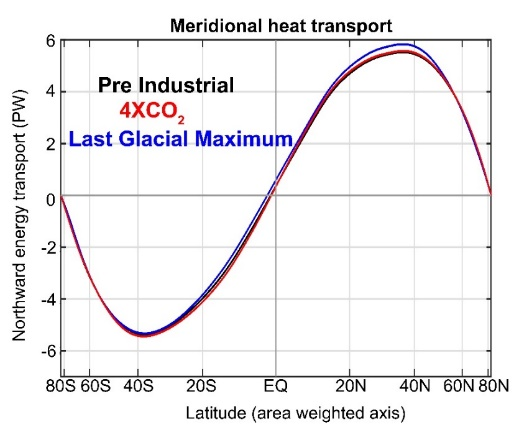 Meridional heat transport
Pre Industrial
4XCO2
Last Glacial Maximum
Northward energy transport (PW)
6
4
2
0
-2
-4
-6
80S 60S 40S 20S EQ 20N 40N 60N 80N
Latitude (area weighted axis)